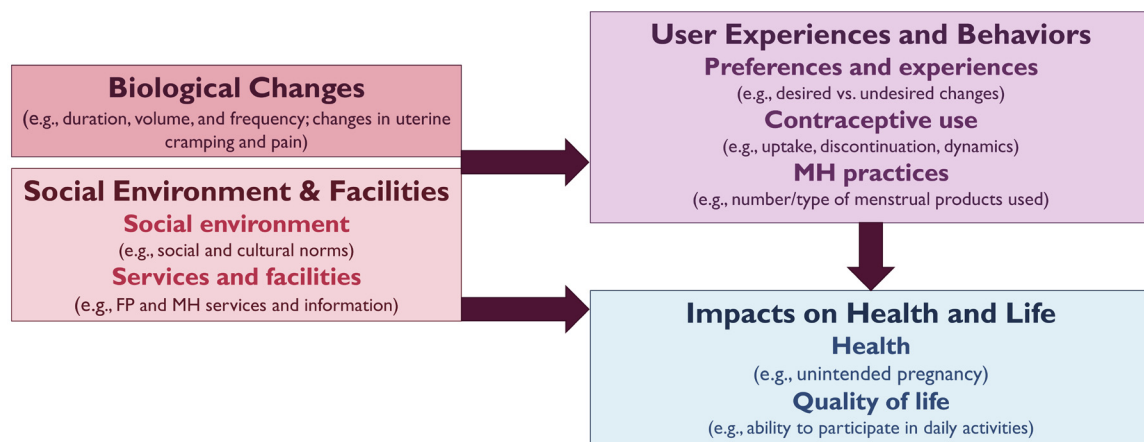 Biological Changes
(e.g., duration, volume, and frequency; changes in uterine
cramping and pain)
Social Environment & Facilities
Social environment
(e.g., social and cultural norms)
Services and facilities
(e.g., FP and MH services and information)
User Experiences and Behaviors
Preferences and experiences
(e.g., desired vs. undesired changes)
Contraceptive use
(e.g., uptake, discontinuation, dynamics)
MH practices
(e.g., number/type of menstrual products used)
Impacts on Health and Life
Health
(e.g., unintended pregnancy)
Quality of life
(e.g., ability to participate in daily activities)